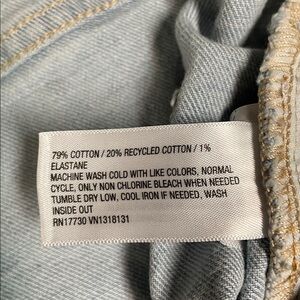 79% COTTON / 20% RECYCLED COTTON / 1%
ELASTANE
MACHINE WASH COLD WITH LIKE COLORS, NORMAL
CYCLE, ONLY NON CHLORINE BLEACH WHEN NEEDED
TUMBLE DRY LOW, COOL IRON IF NEEDED, WASH
INSIDE OUT
RN17730 VN1318131